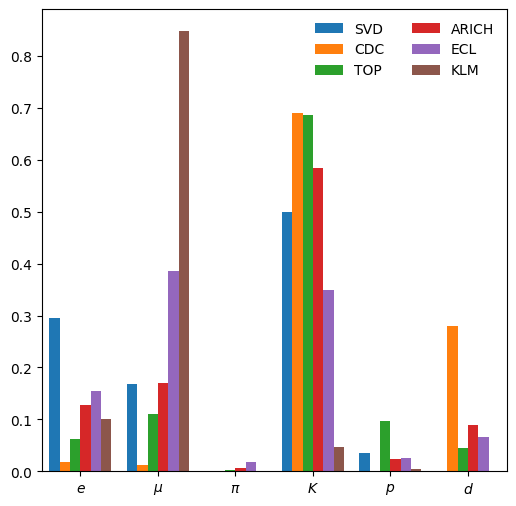 SVD
CDC
TOP
ARICH
ECL
KLM
0.8
0.7
0.6
0.5
0.4
0.3
0.2
0.1
0.0
e μ π K p d